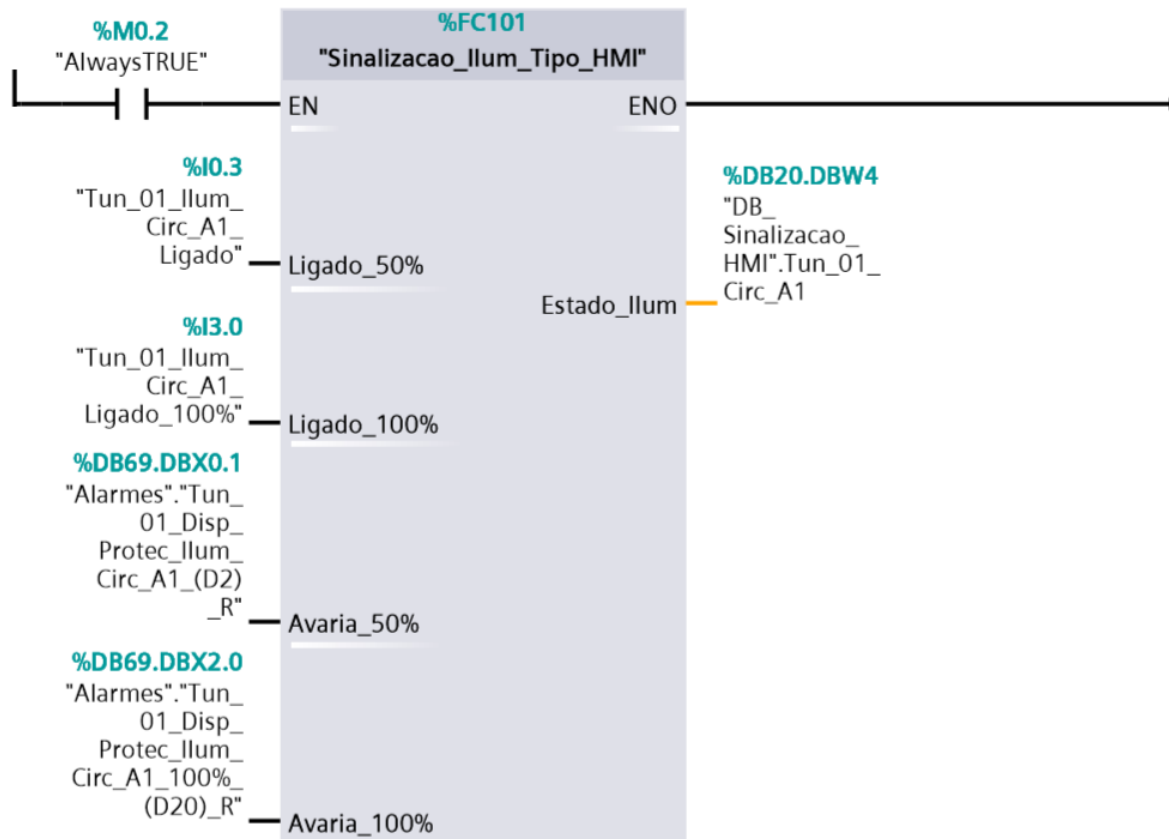 %M0.2
"AlwaysTRUE"
%FC101
"Sinalizacao_Ilum_Tipo_HMI"
EN
ENO
%I0.3
"Tun_01_Ilum_
Circ_A1_
Ligado"
Ligado_50%
%DB20.DBW4
"DB_
Sinalizacao_
HMI".Tun_01_
Circ_A1
Estado_Ilum
%I3.0
"Tun_01_Ilum_
Circ_A1_
Ligado_100%"
Ligado_100%
%DB69.DBX0.1
"Alarmes"."Tun_
01_Disp_
Protec_Ilum_
Circ_A1_(D2)
_R"
Avaria_50%
%DB69.DBX2.0
"Alarmes"."Tun_
01_Disp_
Protec_Ilum_
Circ_A1_100%_
(D20)_R"
Avaria_100%